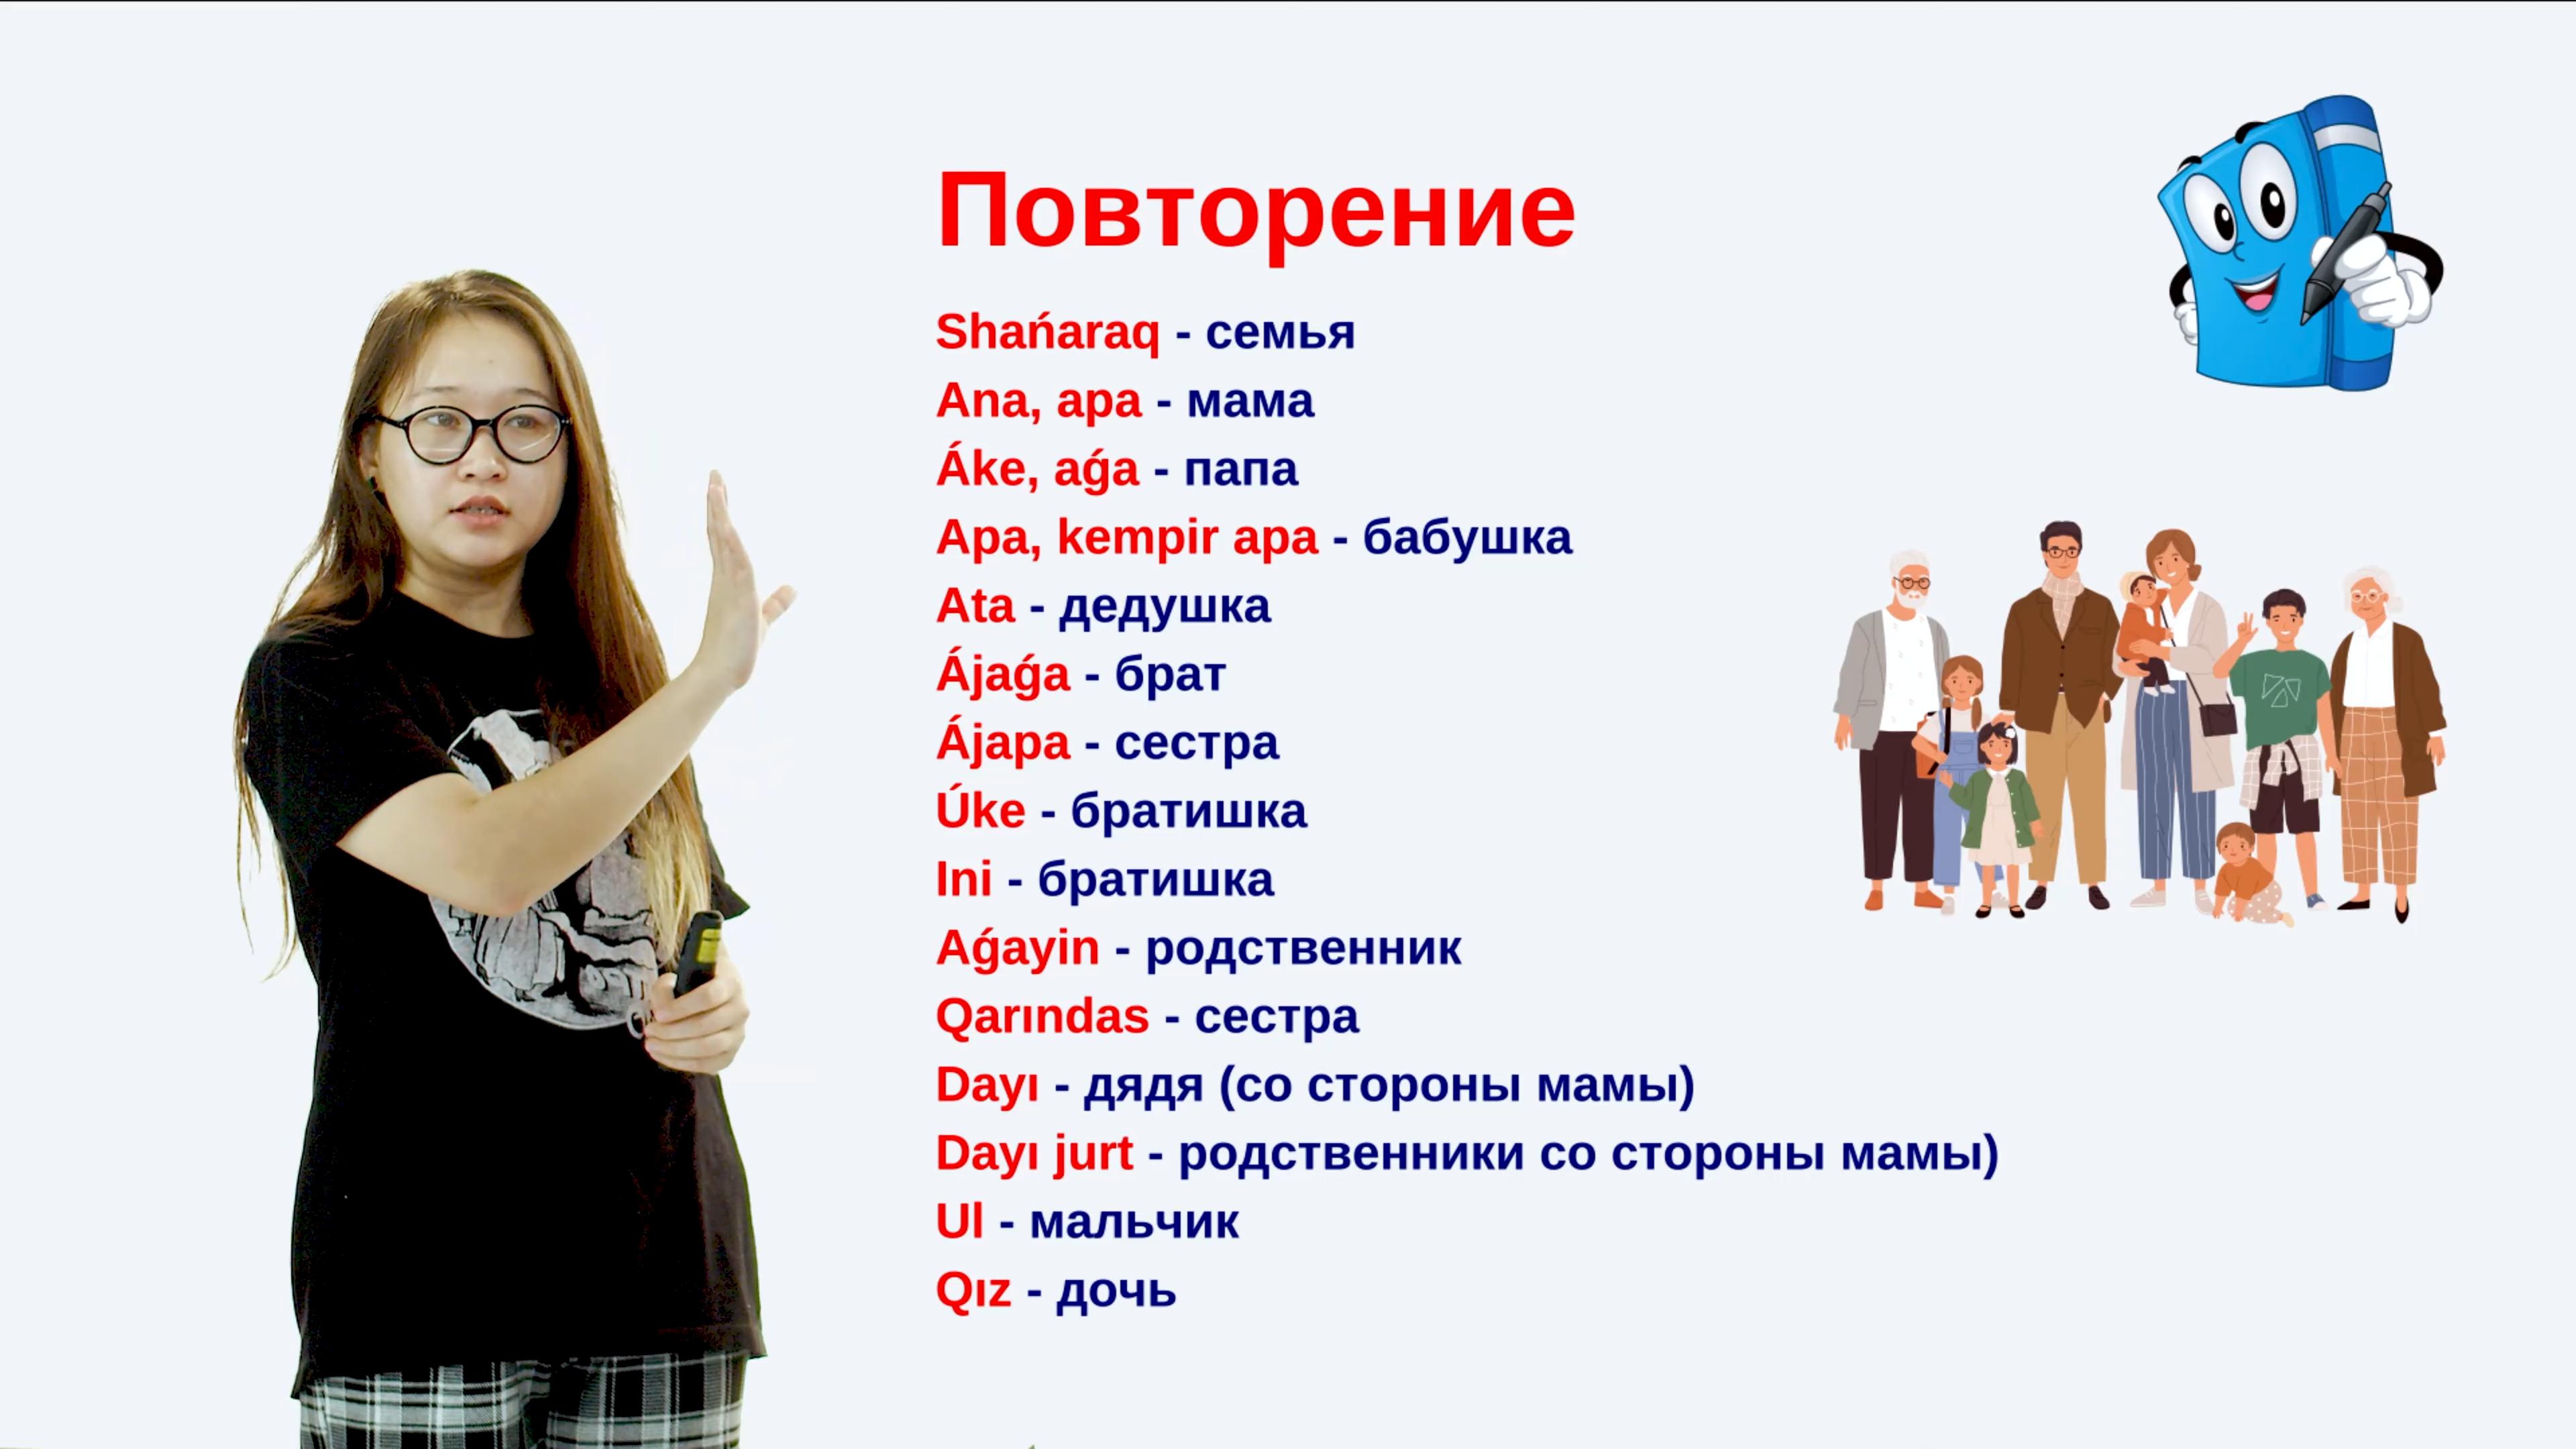 Повторение
Shańaraq - семья
Ana, apa - мама
Áke, aǵa - папа
Apa, kempir apa - бабушка
Ata - дедушка
Ájaǵa - брат
Ájapa - сестра
Úke - братишка
Ini - братишка
Aǵayin - родственник
Qarındas - сестра
Dayı - дядя (со стороны мамы)
Dayı jurt - родственники со стороны мамы)
Ul - мальчик
Qız - дочь